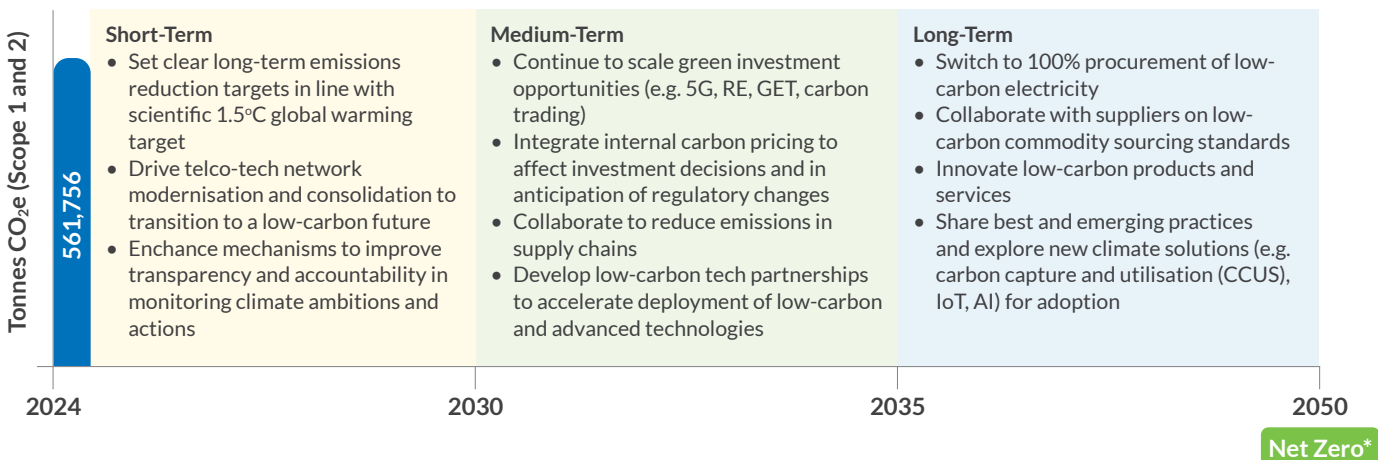 Tonnes CO₂e (Scope 1 and 2)
561,756
Short-Term
• Set clear long-term emissions
reduction targets in line with
scientific 1.5°C global warming
target
• Drive telco-tech network
modernisation and consolidation to
transition to a low-carbon future
• Enchance mechanisms to improve
transparency and accountability in
monitoring climate ambitions and
actions
Medium-Term
• Continue to scale green investment
opportunities (e.g. 5G, RE, GET, carbon
trading)
• Integrate internal carbon pricing to
affect investment decisions and in
anticipation of regulatory changes
• Collaborate to reduce emissions in
supply chains
• Develop low-carbon tech partnerships
to accelerate deployment of low-carbon
and advanced technologies
Long-Term
• Switch to 100% procurement of low-
carbon electricity
• Collaborate with suppliers on low-
carbon commodity sourcing standards
• Innovate low-carbon products and
services
• Share best and emerging practices
and explore new climate solutions (e.g.
carbon capture and utilisation (CCUS),
IoT, AI) for adoption
2024
2030
2035
2050
Net Zero*